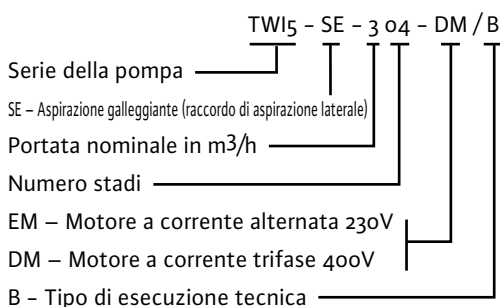 TWI5 - SE - 3 04 - DM / B
Serie della pompa
SE – Aspirazione galleggiante (raccordo di aspirazione laterale)
Portata nominale in m3/h
Numero stadi
EM – Motore a corrente alternata 230V
DM – Motore a corrente trifase 400V
B - Tipo di esecuzione tecnica